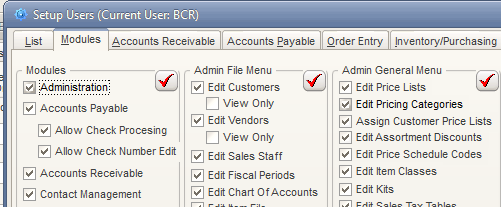 Setup Users (Current User: BCR)
List Modules Accounts Receivable Accounts Payable Order Entry Inventory/Purchasing
Modules
Administration
Accounts Payable
Allow Check Procesing
Allow Check Number Edit
Accounts Receivable
Contact Management
Admin File Menu
Edit Customers
View Only
Edit Vendors
View Only
Edit Sales Staff
Edit Fiscal Periods
Edit Chart Of Accounts
Edit Item File
Admin General Menu
Edit Price Lists
Edit Pricing Categories
Assign Customer Price Lists
Edit Assortment Discounts
Edit Price Schedule Codes
Edit Item Classes
Edit Kits
Edit Sales Tax Tables